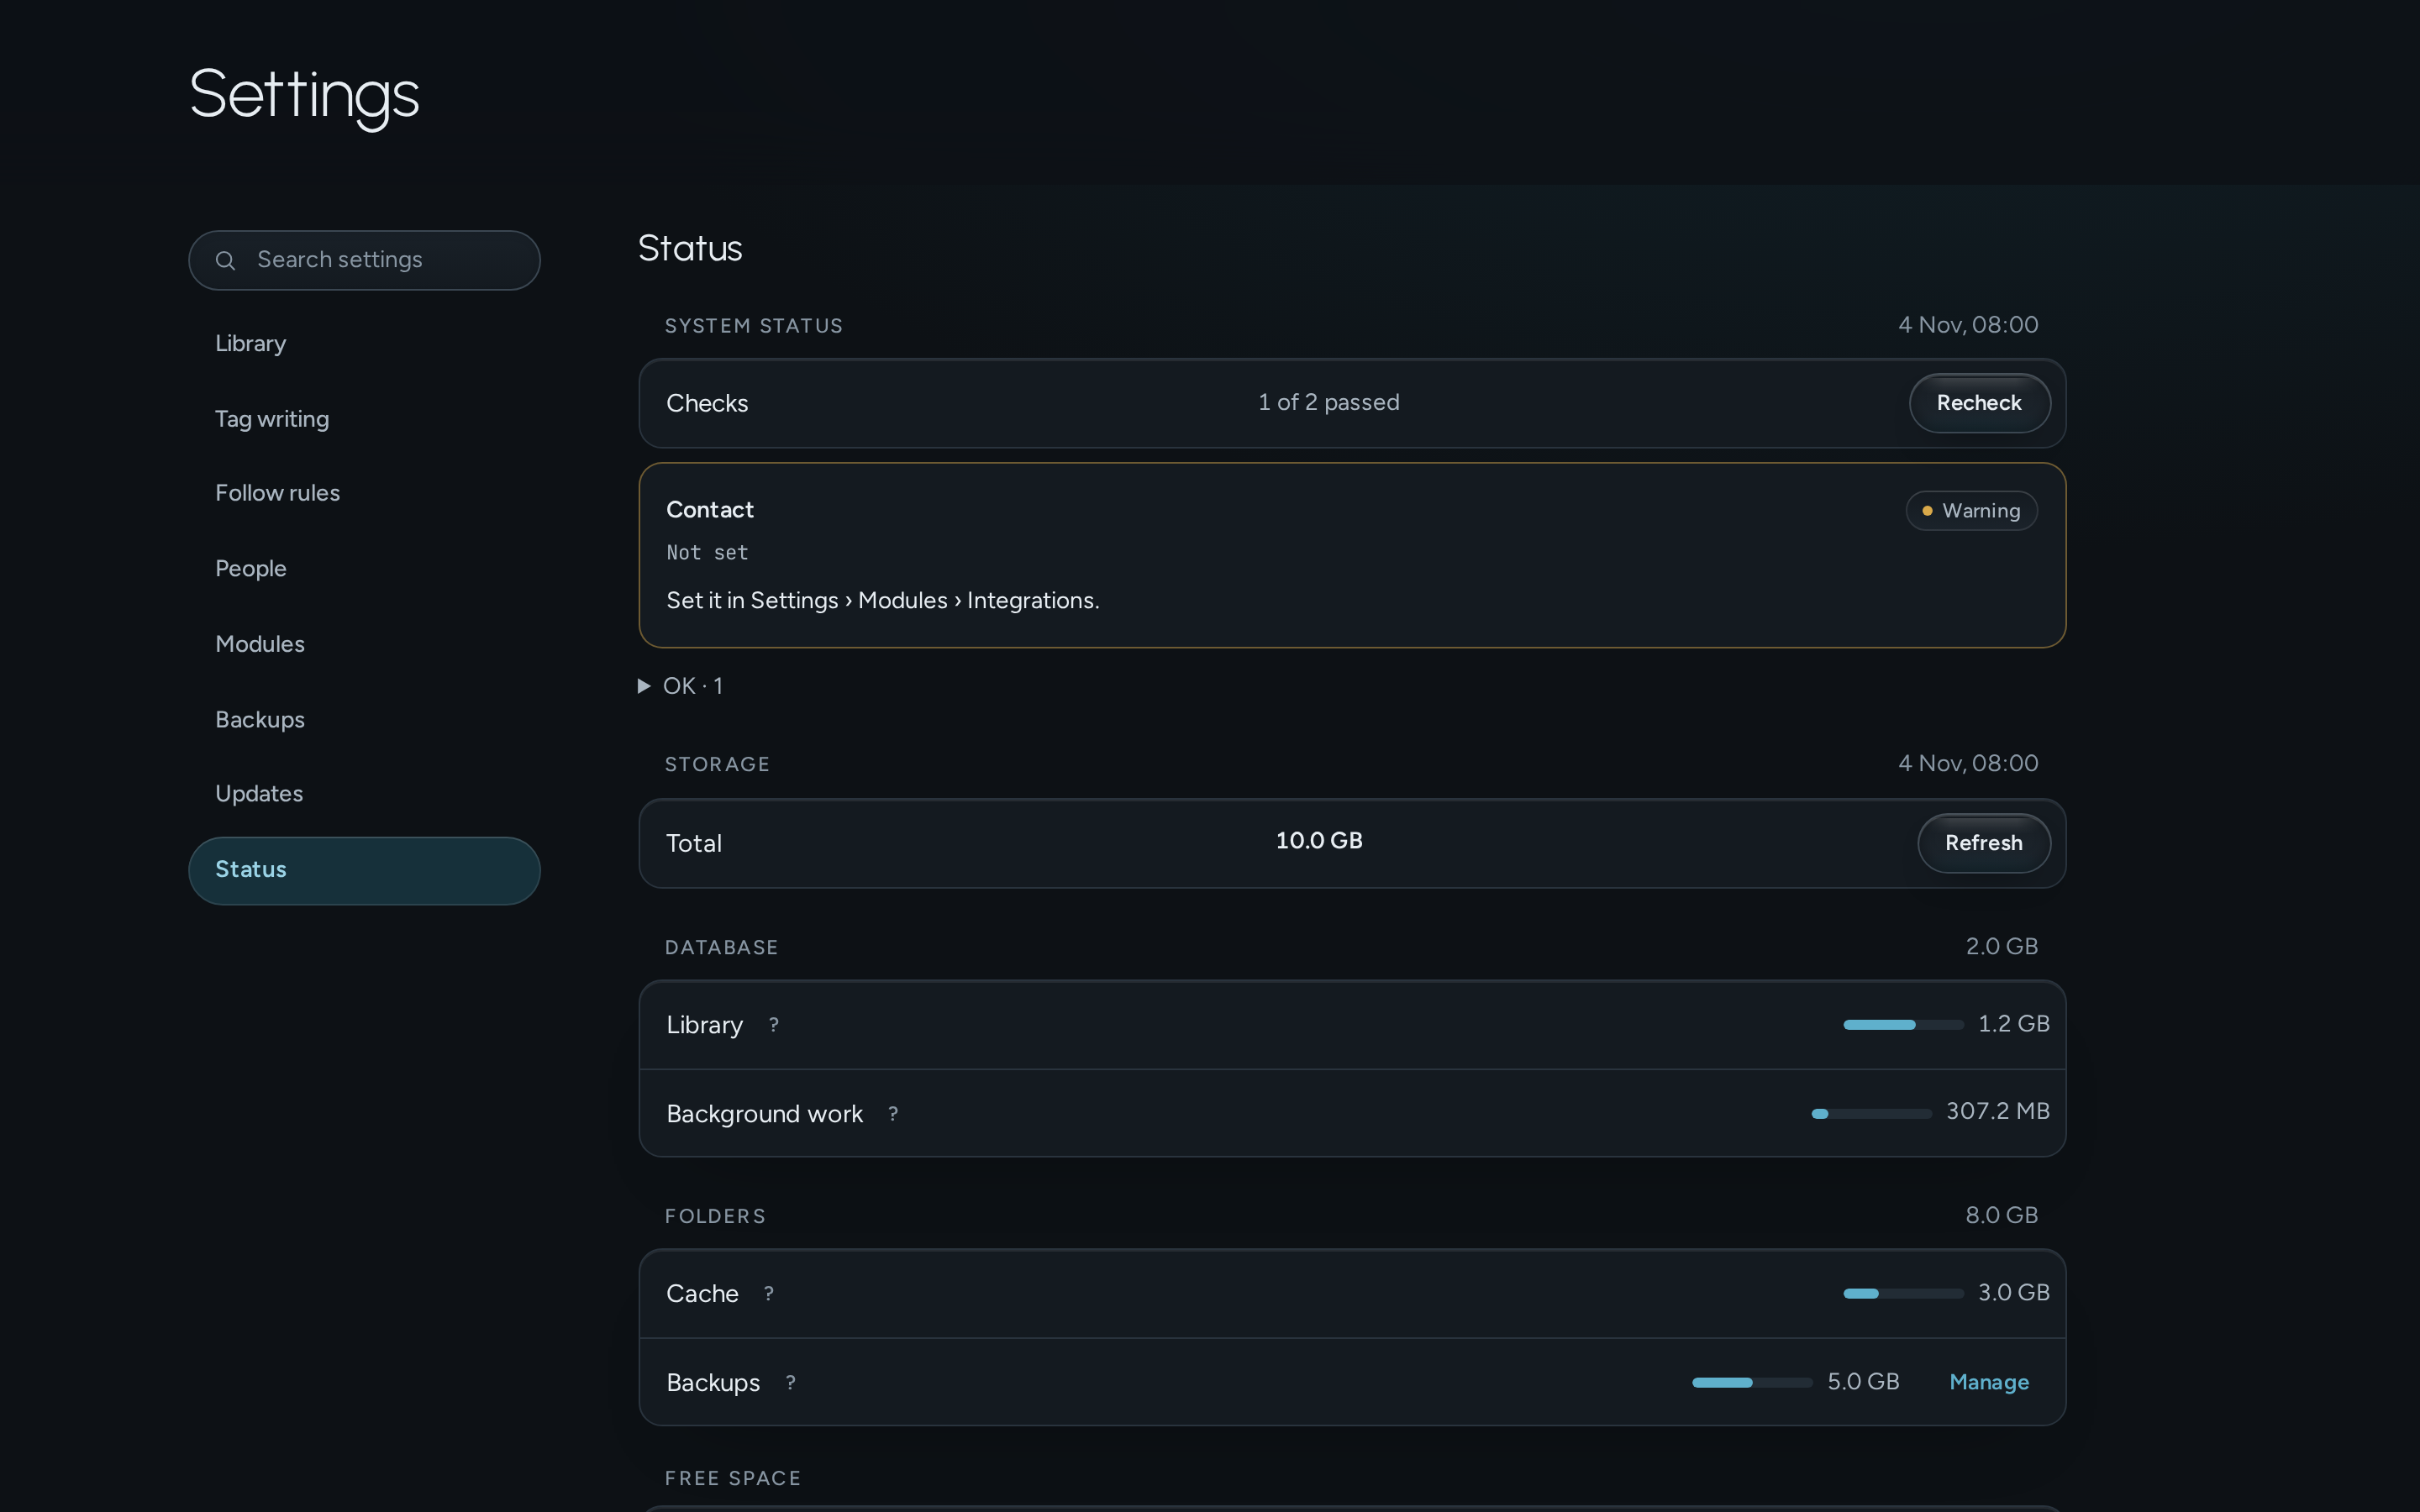 Settings
Search settings
Library
Tag writing
Follow rules
People
Modules
Backups
Updates
Status
Status
SYSTEM STATUS 4 Nov, 08:00
Checks 1 of 2 passed Recheck
Contact Warning
Not set
Set it in Settings › Modules › Integrations.
OK · 1
STORAGE 4 Nov, 08:00
Total 10.0 GB Refresh
DATABASE 2.0 GB
Library ? 1.2 GB
Background work ? 307.2 MB
FOLDERS 8.0 GB
Cache ? 3.0 GB
Backups ? 5.0 GB Manage
FREE SPACE